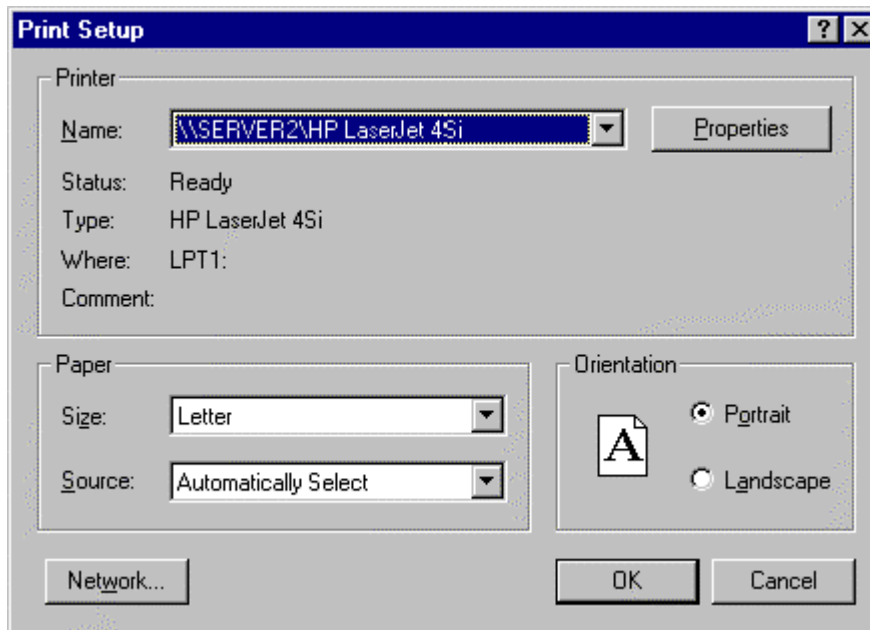 Print Setup
Printer
Name: \\SERVER2\HP LaserJet 4Si Properties
Status: Ready
Type: HP LaserJet 4Si
Where: LPT1:
Comment:
Paper
Size: Letter
Source: Automatically Select
Orientation
A
Portrait
Landscape
Network... OK Cancel